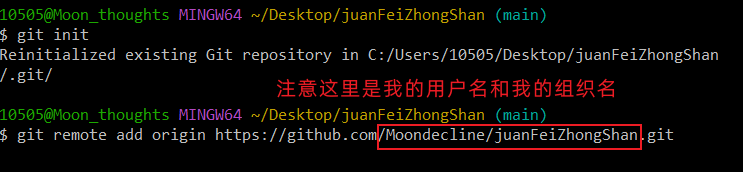 10505@Moon_thoughts MINGW64 ~/Desktop/juanFeiZhongShan (main)
$ git init
Reinitialized existing Git repository in C:/Users/10505/Desktop/juanFeiZhongShan
/.git/
注意这里是我的用户名和我的组织名
10505@Moon_thoughts MINGW64 ~/Desktop/juanFeiZhongShan (main)
$ git remote add origin https://github.com/Moondecline/juanFeiZhongShan.git